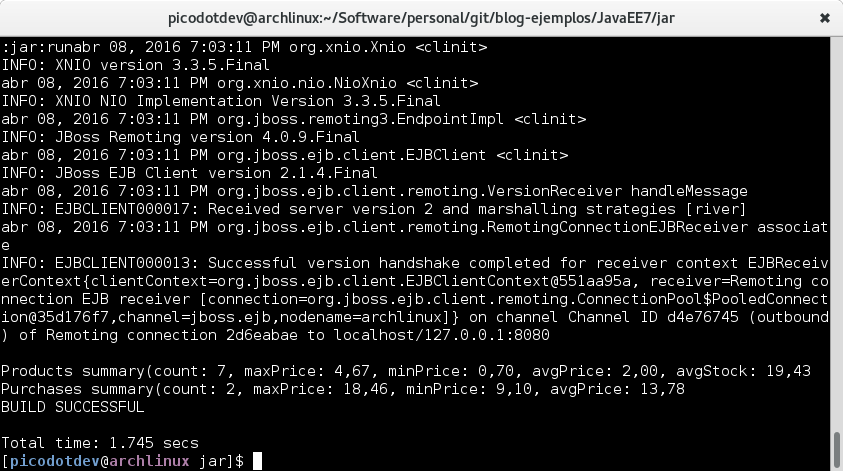 picodotdev@archlinux:~/Software/personal/git/blog-ejemplos/JavaEE7/jar
:jar:runabr 08, 2016 7:03:11 PM org.xnio.Xnio <clinit>
INFO: XNIO version 3.3.5.Final
abr 08, 2016 7:03:11 PM org.xnio.nio.NioXnio <clinit>
INFO: XNIO NIO Implementation Version 3.3.5.Final
abr 08, 2016 7:03:11 PM org.jboss.remoting3.EndpointImpl <clinit>
INFO: JBoss Remoting version 4.0.9.Final
abr 08, 2016 7:03:11 PM org.jboss.ejb.client.EJBClient <clinit>
INFO: JBoss EJB Client version 2.1.4.Final
abr 08, 2016 7:03:11 PM org.jboss.ejb.client.remoting.VersionReceiver handleMessage
INFO: EJBCLIENT000017: Received server version 2 and marshalling strategies [river]
abr 08, 2016 7:03:11 PM org.jboss.ejb.client.remoting.RemotingConnectionEJBReceiver associat
e
INFO: EJBCLIENT000013: Successful version handshake completed for receiver context EJBReceiv
erContext{clientContext=org.jboss.ejb.client.EJBClientContext@551aa95a, receiver=Remoting co
nnection EJB receiver [connection=org.jboss.ejb.client.remoting.ConnectionPool$PooledConnect
ion@35d176f7,channel=jboss.ejb,nodename=archlinux]} on channel Channel ID d4e76745 (outbound
) of Remoting connection 2d6eabae to localhost/127.0.0.1:8080
Products summary(count: 7, maxPrice: 4,67, minPrice: 0,70, avgPrice: 2,00, avgStock: 19,43
Purchases summary(count: 2, maxPrice: 18,46, minPrice: 9,10, avgPrice: 13,78
BUILD SUCCESSFUL
Total time: 1.745 secs
[picodotdev@archlinux jar]$